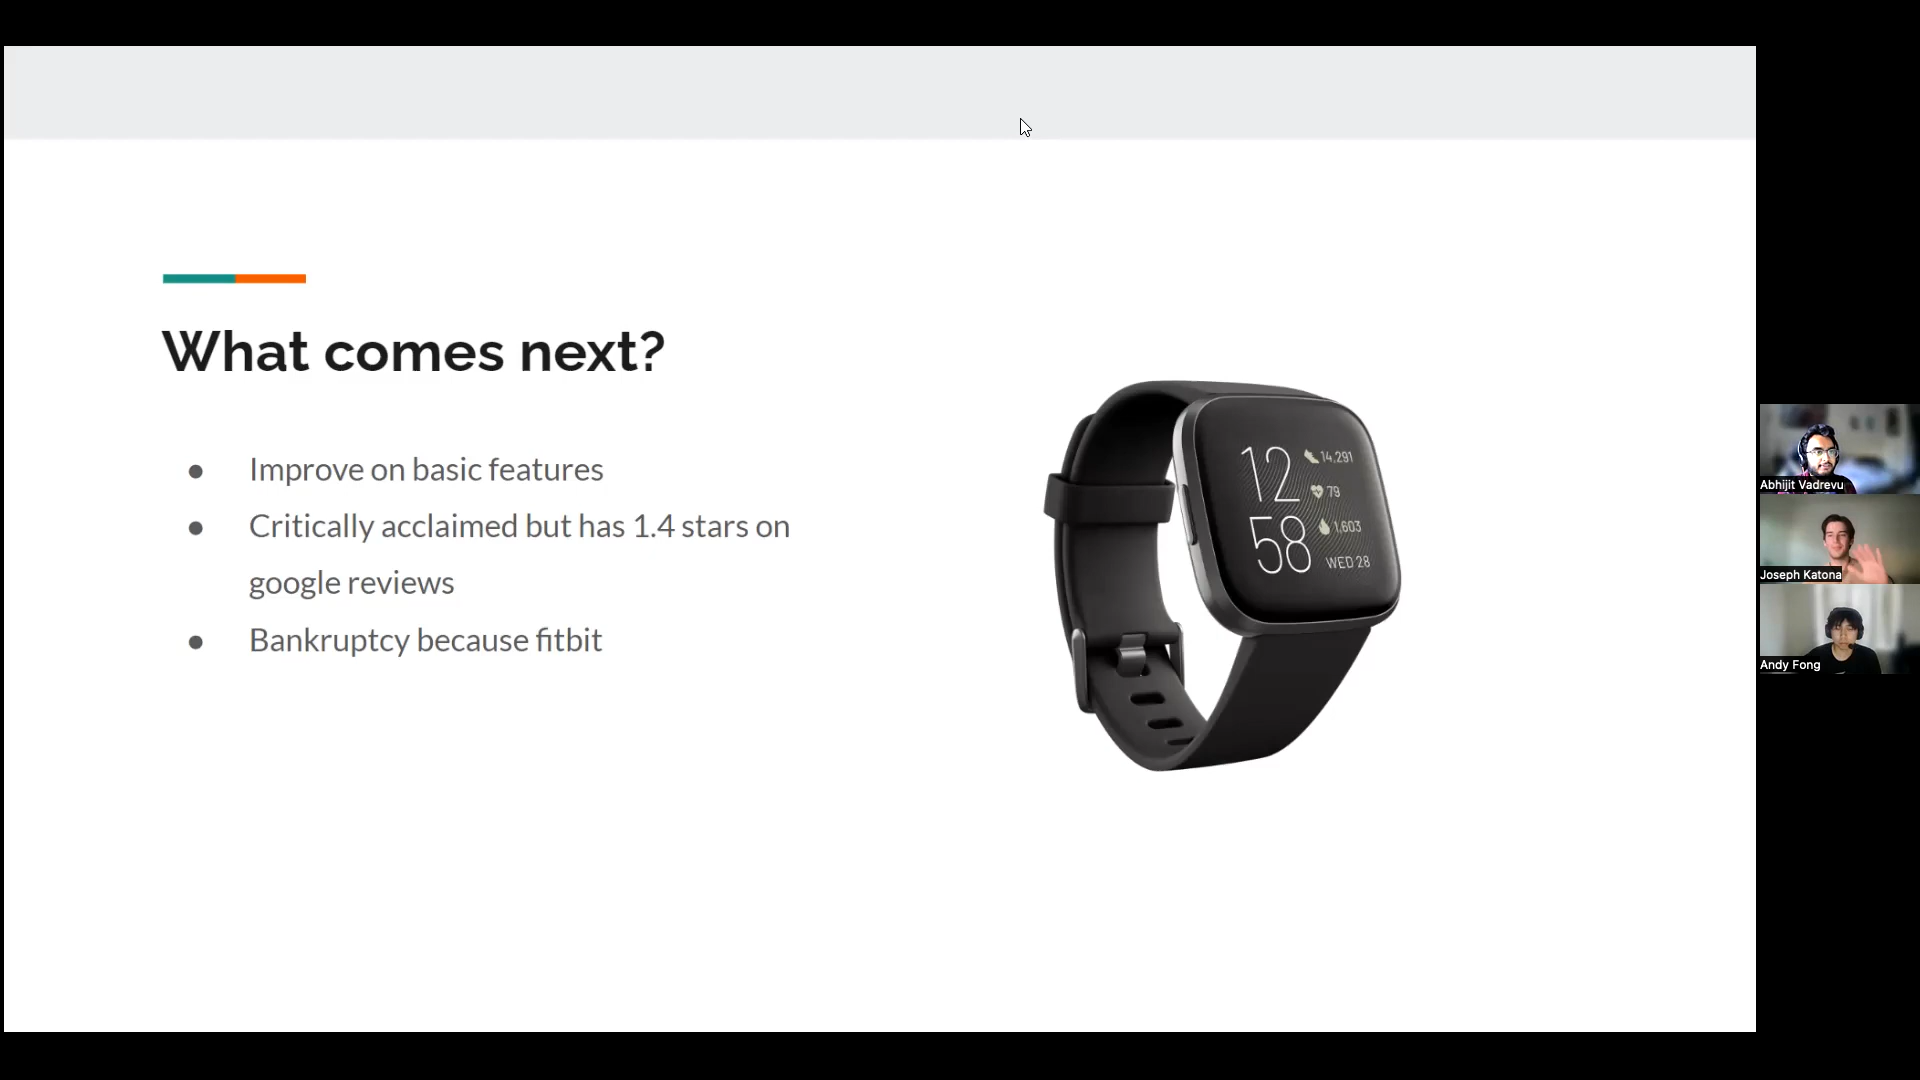 What comes next?
● Improve on basic features
● Critically acclaimed but has 1.4 stars on
google reviews
● Bankruptcy because fitbit
12
58
14,291
79
1,603
WED 28
Abhijit Vadrevu
Joseph Katona
Andy Fong